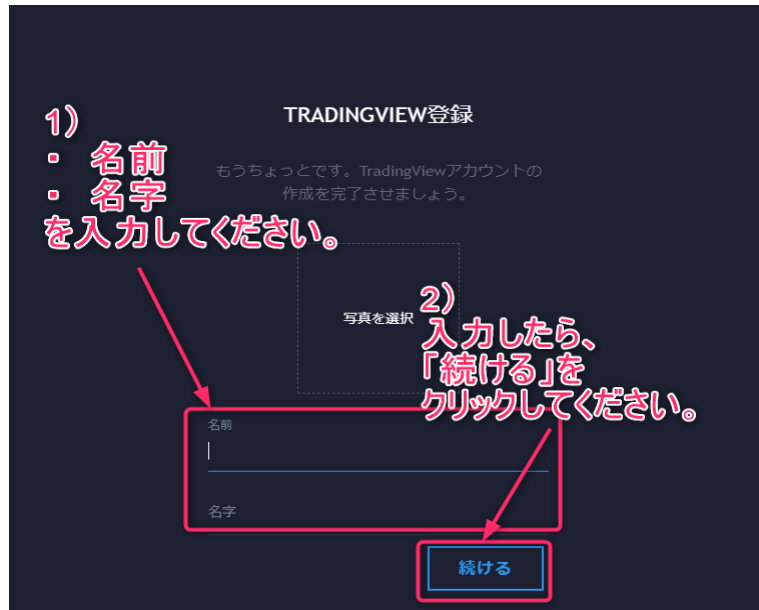 TRADINGVIEW登録
1)
・ 名前
・ 名字
を入力してください。
もうちょっとです。TradingViewアカウントの
作成を完了させましょう。
写真を選択
2)
入力したら、
「続ける」を
クリックしてください。
名前
名字
続ける